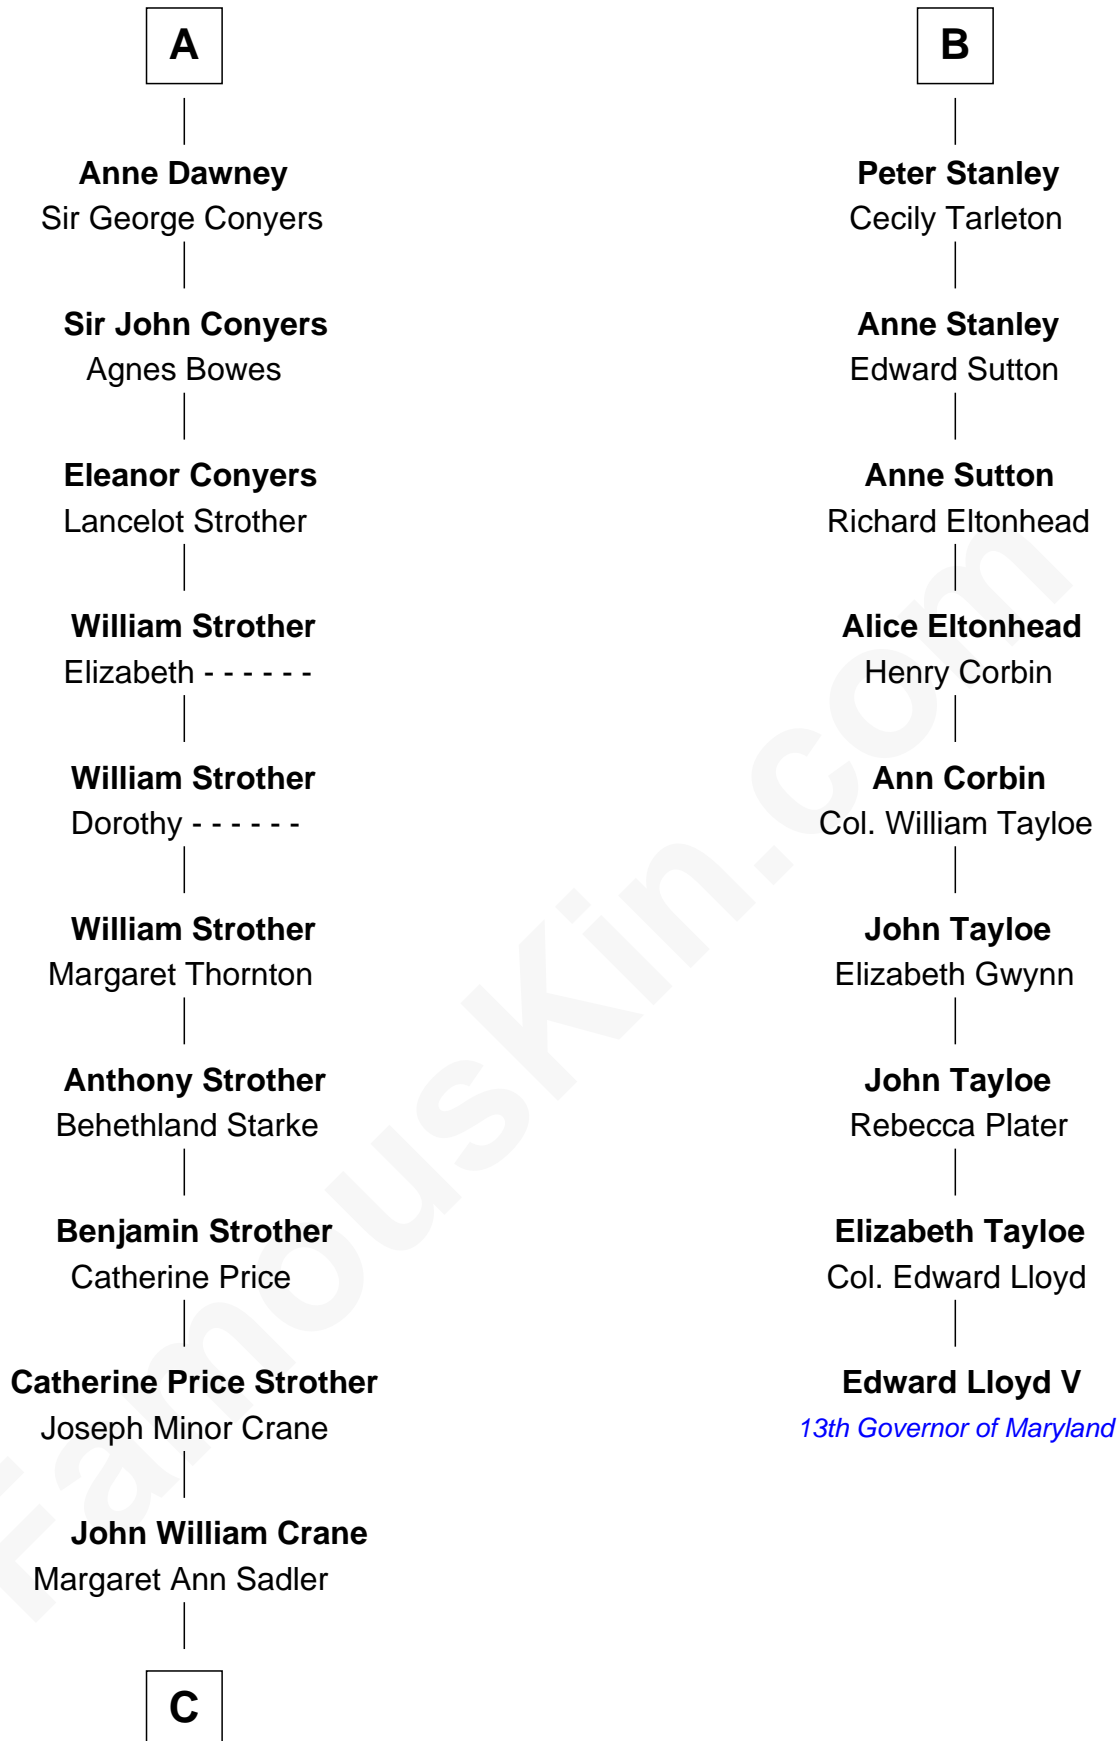 A
Anne Dawney
Sir George Conyers
Sir John Conyers
Agnes Bowes
Eleanor Conyers
Lancelot Strother
William Strother
Elizabeth - - - - - -
William Strother
Dorothy - - - - - -
William Strother
Margaret Thornton
Anthony Strother
Behethland Starke
Benjamin Strother
Catherine Price
Catherine Price Strother
Joseph Minor Crane
John William Crane
Margaret Ann Sadler
C
B
Peter Stanley
Cecily Tarleton
Anne Stanley
Edward Sutton
Anne Sutton
Richard Eltonhead
Alice Eltonhead
Henry Corbin
Ann Corbin
Col. William Tayloe
John Tayloe
Elizabeth Gwynn
John Tayloe
Rebecca Plater
Elizabeth Tayloe
Col. Edward Lloyd
Edward Lloyd V
13th Governor of Maryland
FamousKin.com